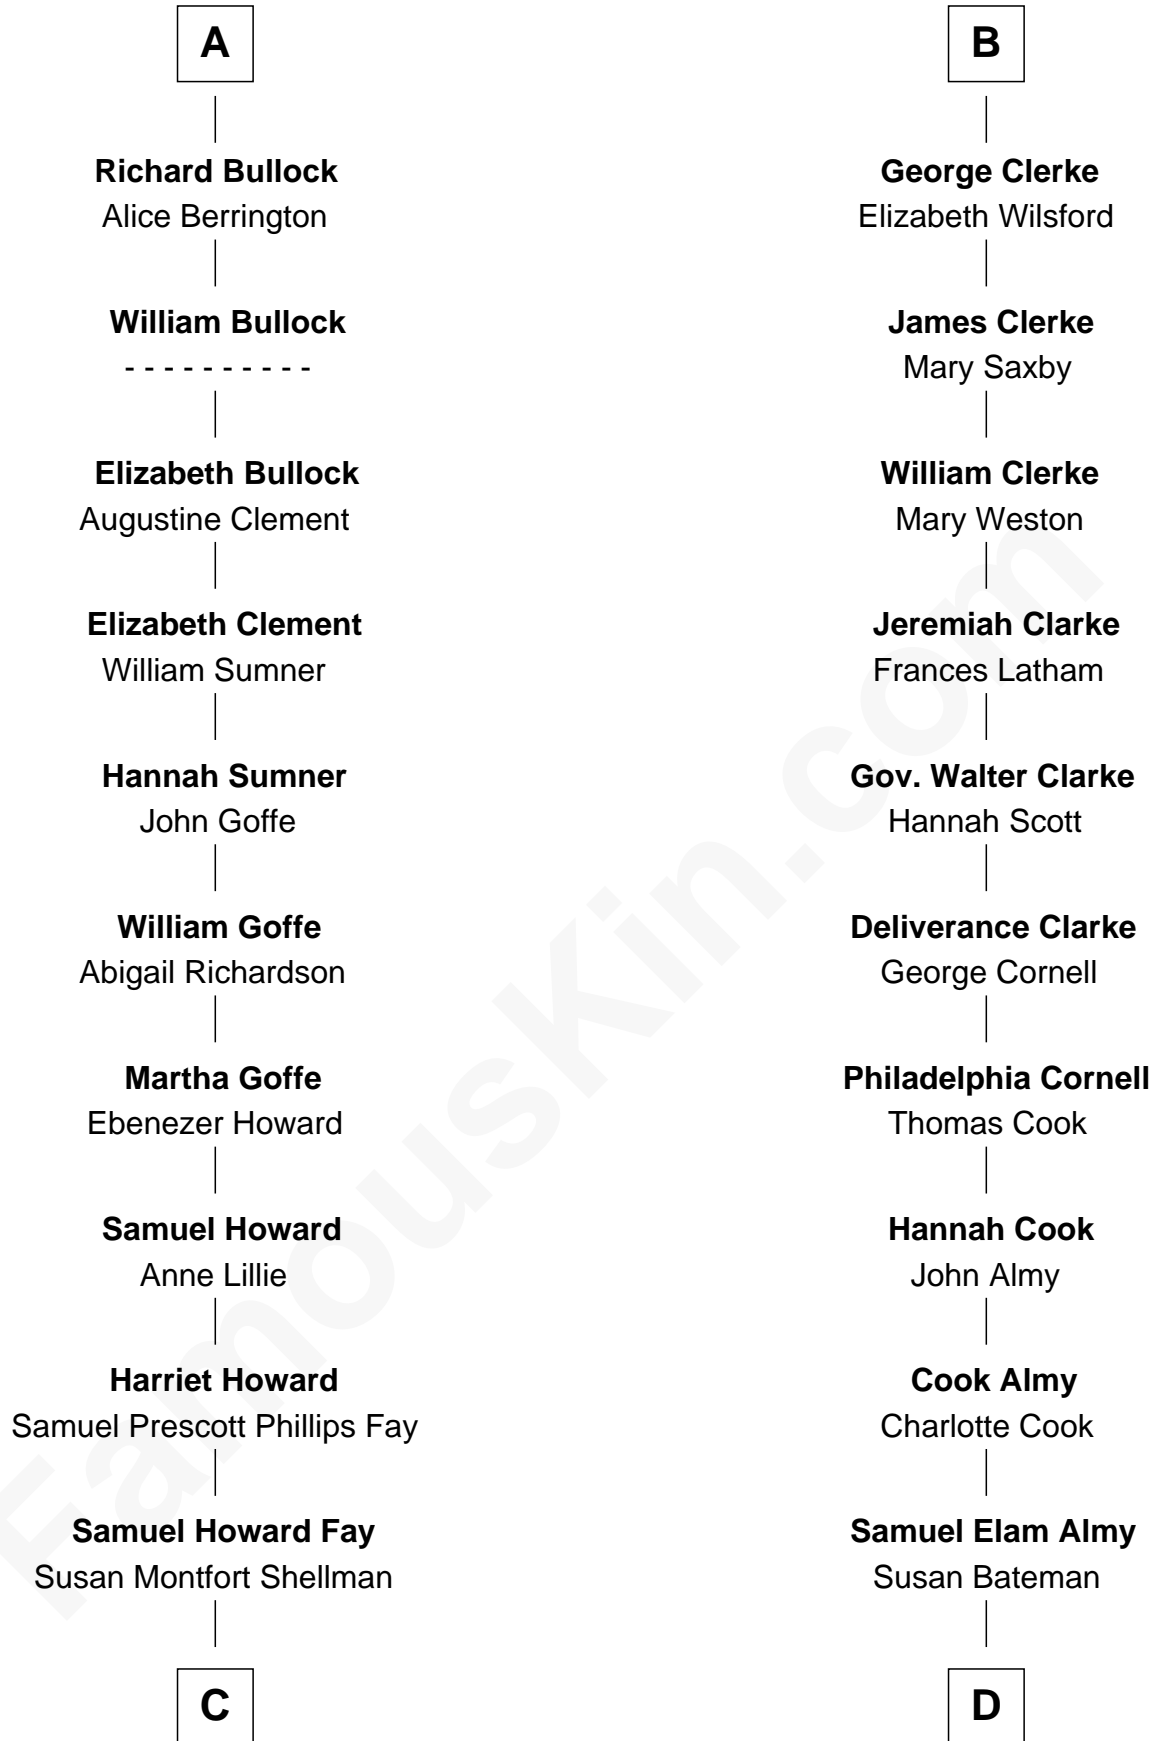 A
Richard Bullock
Alice Berrington
William Bullock
- - - - - - - - - -
Elizabeth Bullock
Augustine Clement
Elizabeth Clement
William Sumner
Hannah Sumner
John Goffe
William Goffe
Abigail Richardson
Martha Goffe
Ebenezer Howard
Samuel Howard
Anne Lillie
Harriet Howard
Samuel Prescott Phillips Fay
Samuel Howard Fay
Susan Montfort Shellman
C
B
George Clerke
Elizabeth Wilsford
James Clerke
Mary Saxby
William Clerke
Mary Weston
Jeremiah Clarke
Frances Latham
Gov. Walter Clarke
Hannah Scott
Deliverance Clarke
George Cornell
Philadelphia Cornell
Thomas Cook
Hannah Cook
John Almy
Cook Almy
Charlotte Cook
Samuel Elam Almy
Susan Bateman
D
FamousKin.com